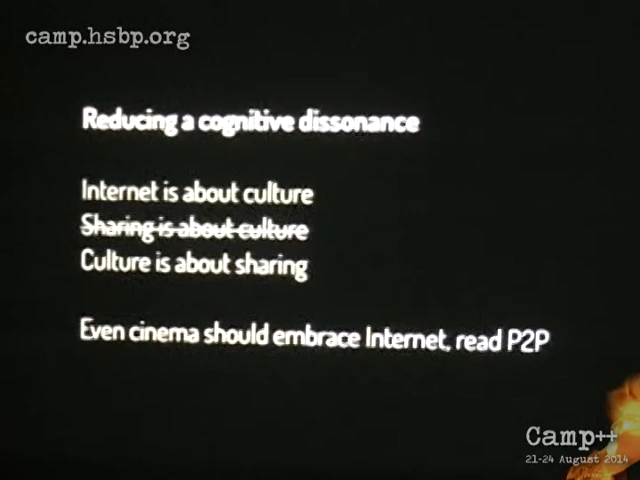 camp.hsbp.org
Reducing a cognitive dissonance
Internet is about culture
Sharing is about culture
Culture is about sharing
Even cinema should embrace Internet, read P2P
Camp++
21-24 August 2014